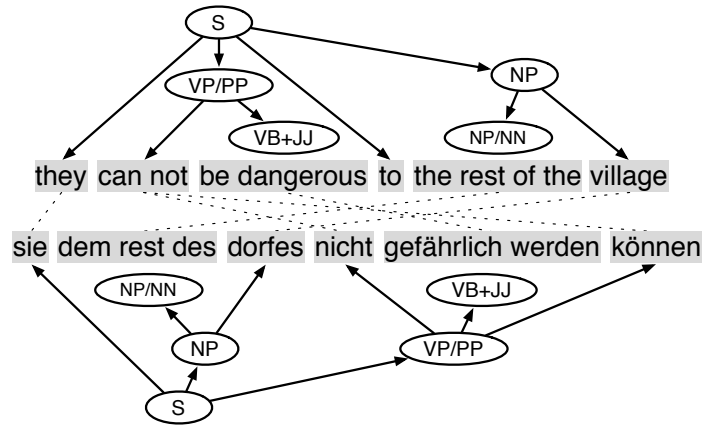 S
VP/PP NP
VB+JJ NP/NN
they can not be dangerous to the rest of the village
sie dem rest des dorfes nicht gefährlich werden können
NP/NN VB+JJ
NP VP/PP
S